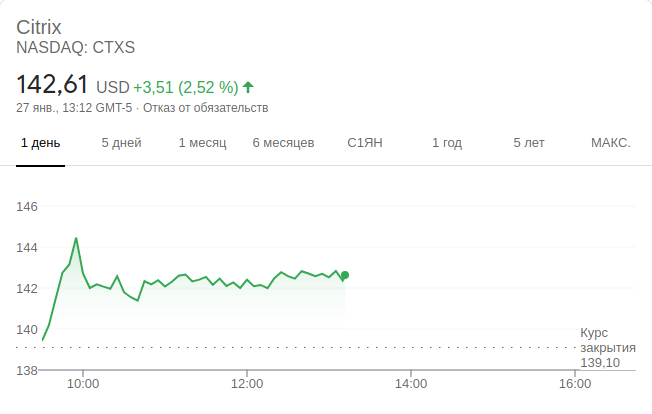 Citrix
NASDAQ: CTXS
142,61 USD +3,51 (2,52 %)
27 янв., 13:12 GMT-5 · Отказ от обязательств
1 день 5 дней 1 месяц 6 месяцев С1ЯН 1 год 5 лет МАКС.
146
144
142
140
138
Курс
закрытия
139,10
10:00 12:00 14:00 16:00